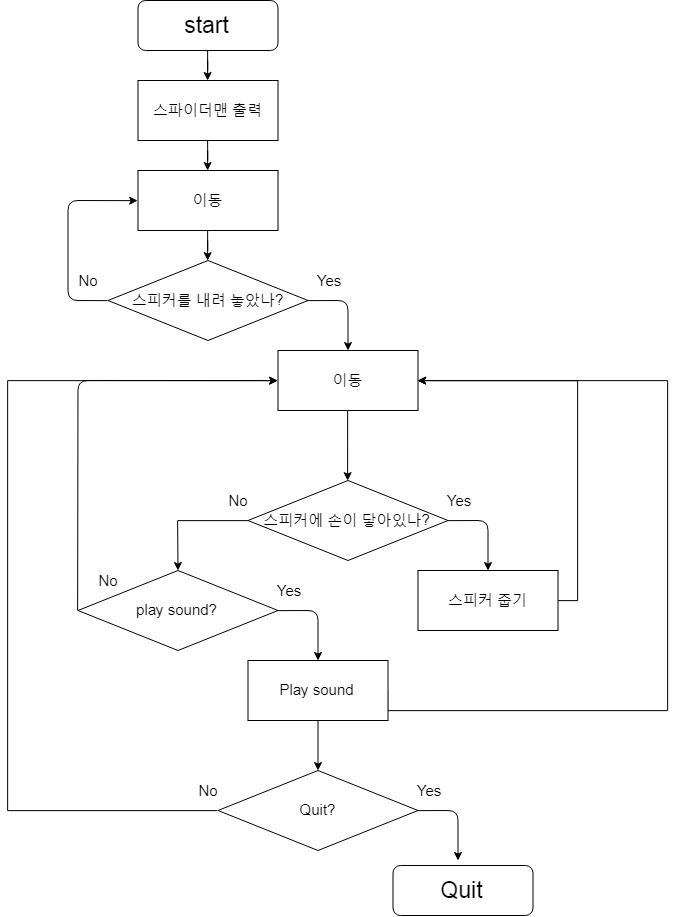 start
스파이더맨 출력
이동
No
Yes
스피커를 내려 놓았나?
이동
No
Yes
스피커에 손이 닿아있나?
No
Yes
play sound?
스피커 줍기
Play sound
No
Yes
Quit?
Quit